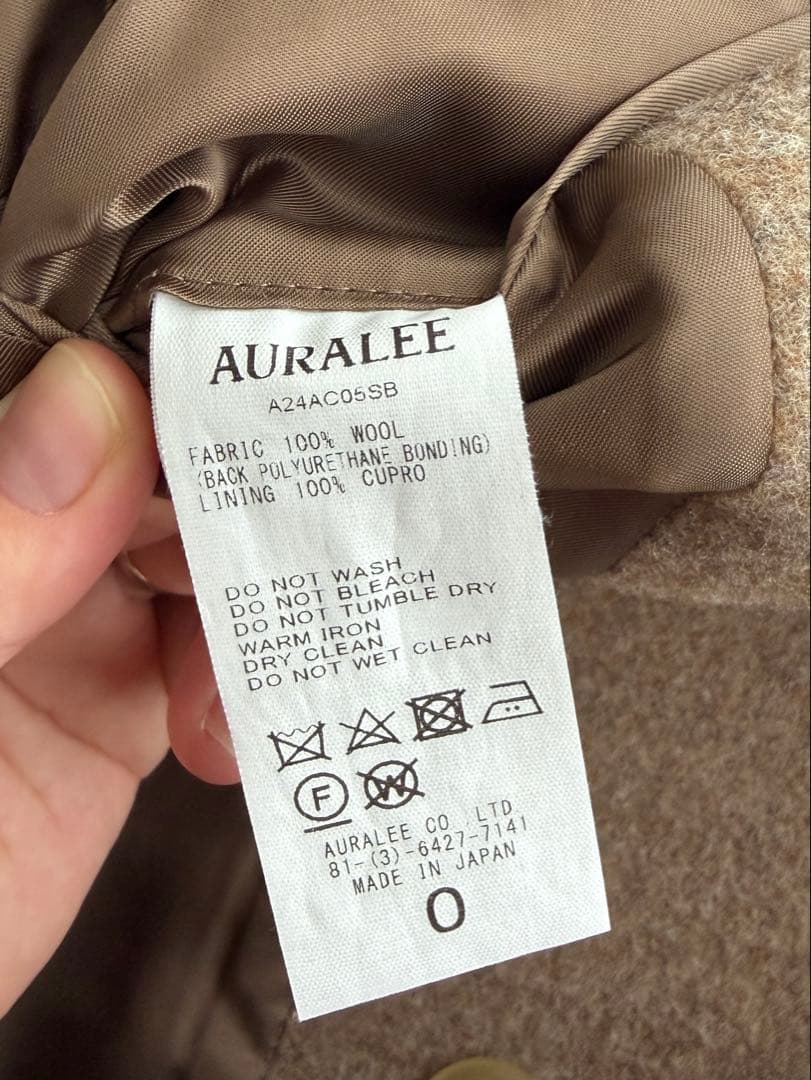 AURALEE
A24AC05SB
FABRIC 100% WOOL
(BACK POLYURETHANE BONDING)
LINING 100% CUPRO
DO NOT WASH
DO NOT BLEACH
DO NOT TUMBLE DRY
WARM IRON
DRY CLEAN
DO NOT WET CLEAN
F W
AURALEE CO.,LTD
81-(3)-6427-7141
MADE IN JAPAN
0